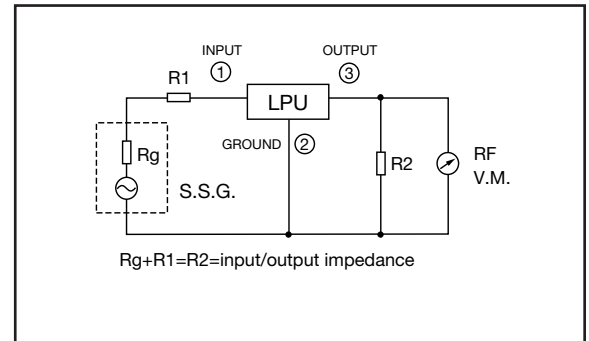 INPUT OUTPUT
① ③
R1
LPU
GROUND ②
Rg
S.S.G.
R2
RF
V.M.
Rg+R1=R2=input/output impedance